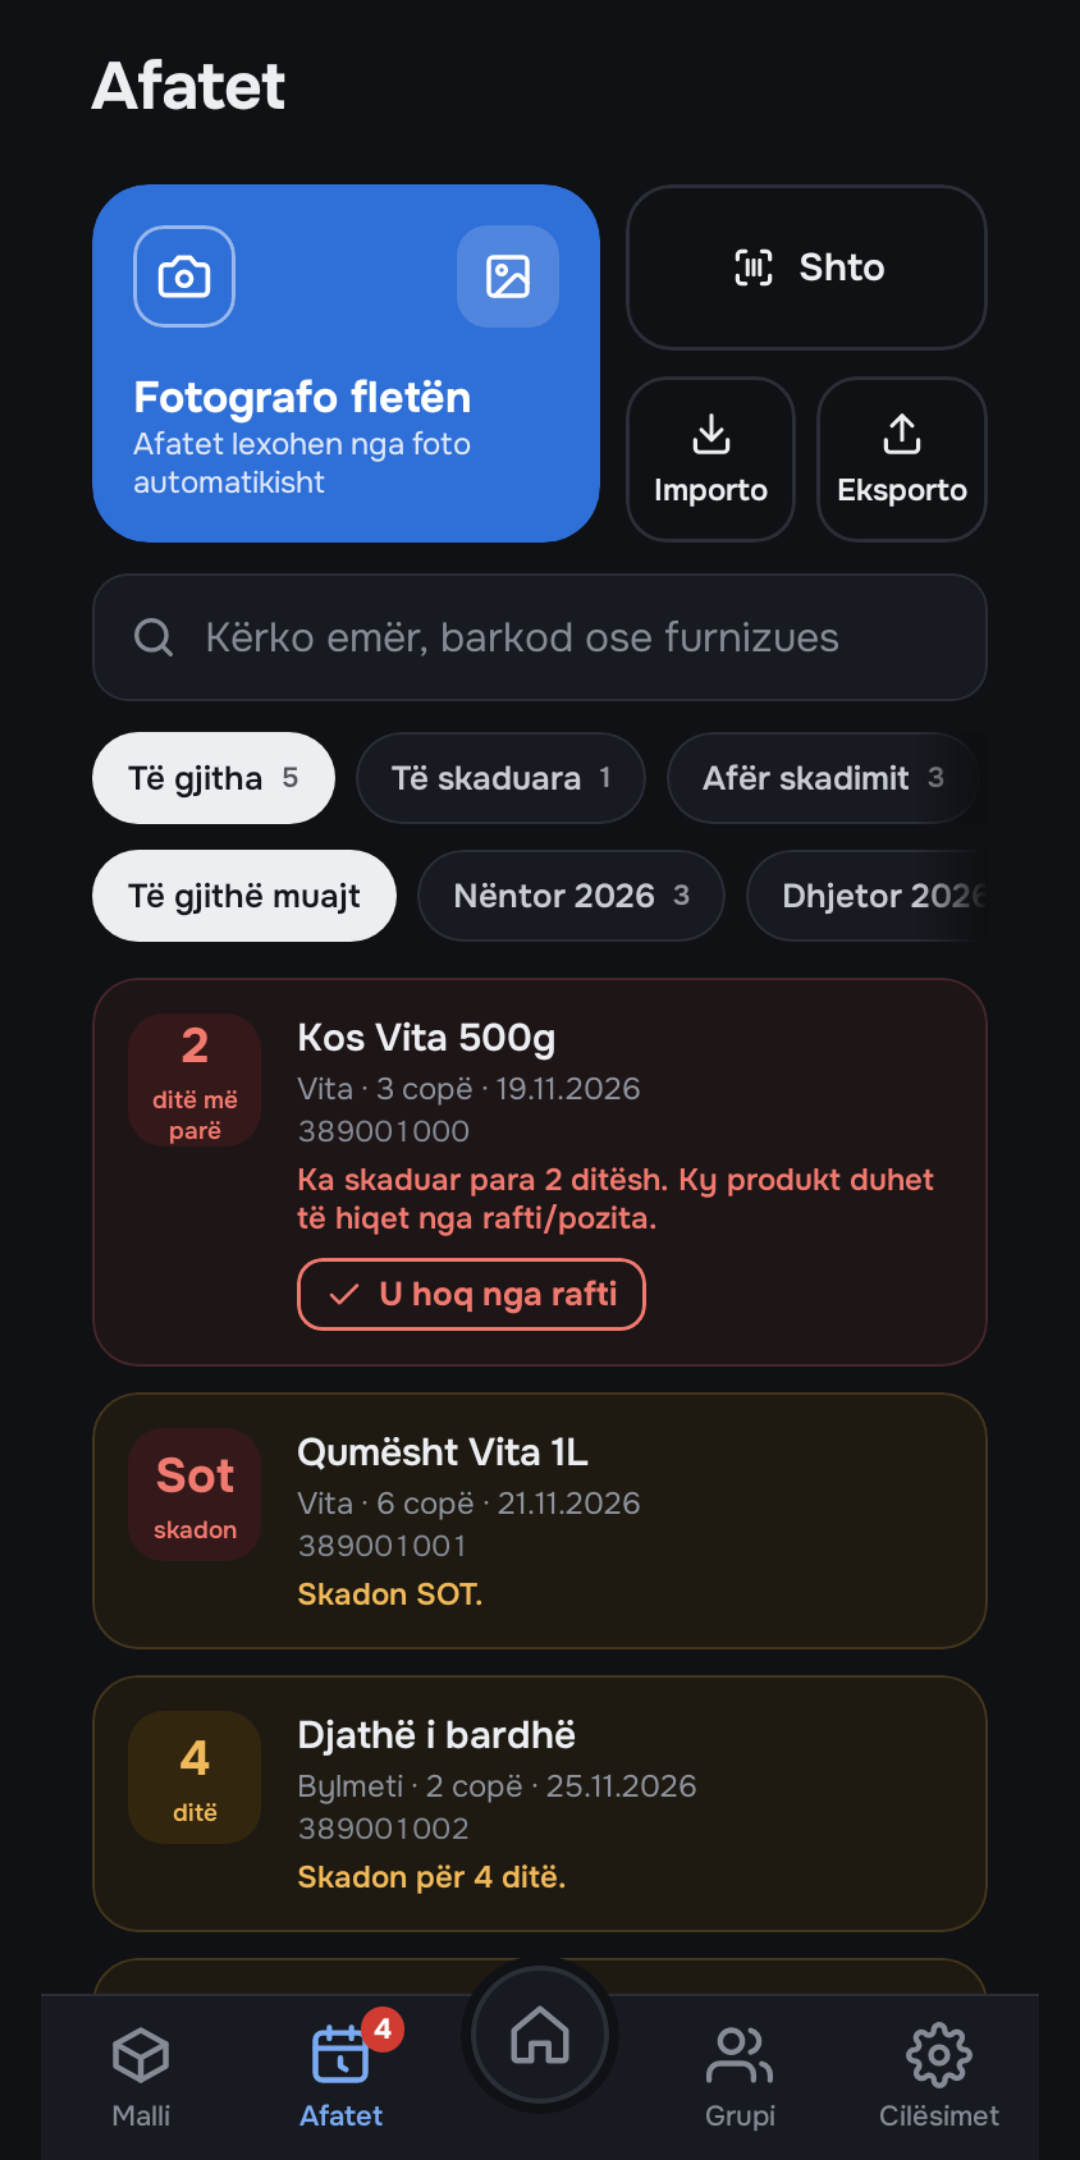 Afatet
Fotografo fletën
Afatet lexohen nga foto
automatikisht
Shto
Importo
Eksporto
Kërko emër, barkod ose furnizues
Të gjitha 5
Të skaduara 1
Afër skadimit 3
Të gjithë muajt
Nëntor 2026 3
Dhjetor 2026
2
ditë më
parë
Kos Vita 500g
Vita · 3 copë · 19.11.2026
389001000
Ka skaduar para 2 ditësh. Ky produkt duhet
të hiqet nga rafti/pozita.
U hoq nga rafti
Sot
skadon
Qumësht Vita 1L
Vita · 6 copë · 21.11.2026
389001001
Skadon SOT.
4
ditë
Djathë i bardhë
Bylmeti · 2 copë · 25.11.2026
389001002
Skadon për 4 ditë.
Malli
4
Afatet
Grupi
Cilësimet